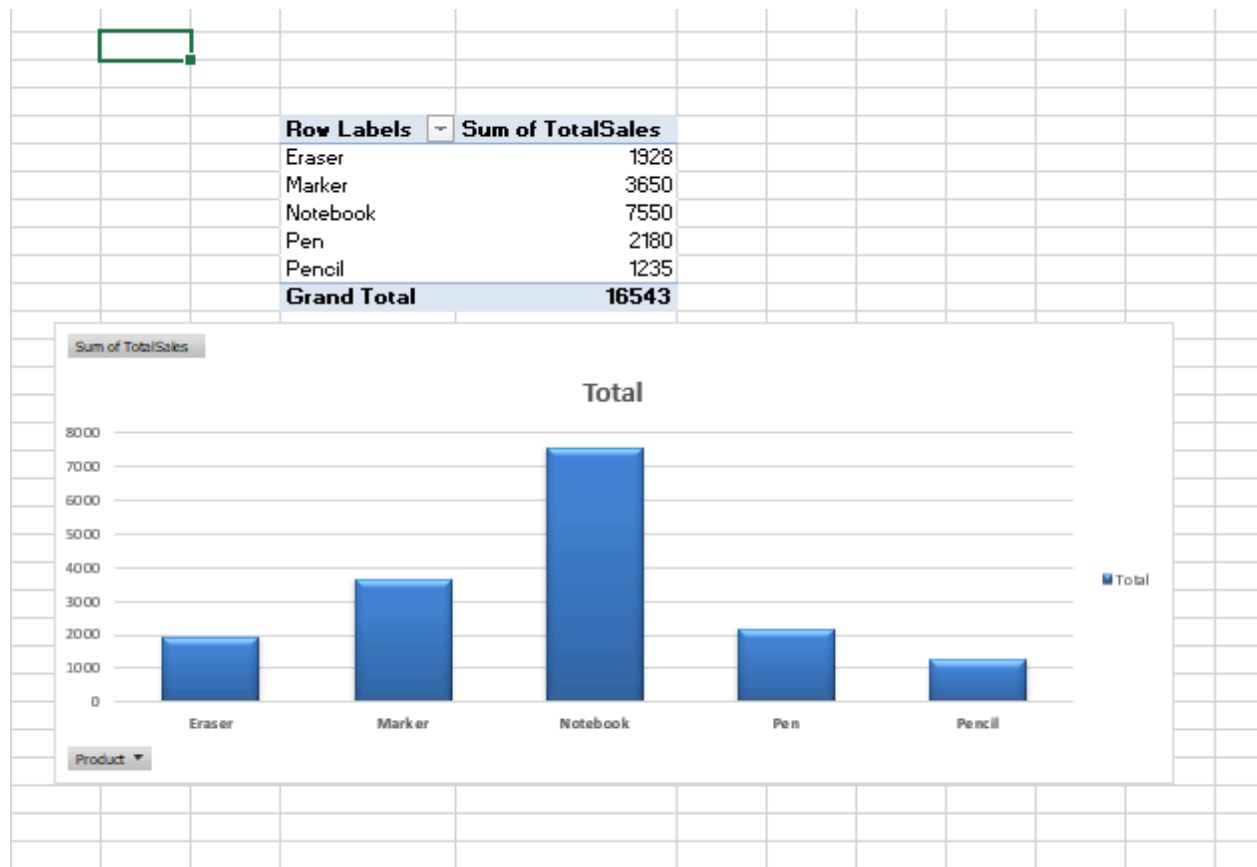 Row Labels Sum of TotalSales
Eraser 1928
Marker 3650
Notebook 7550
Pen 2180
Pencil 1235
Grand Total 16543
Sum of TotalSales
Total
8000
7000
6000
5000
4000
3000
2000
1000
0
Total
Eraser Marker Notebook Pen Pencil
Product